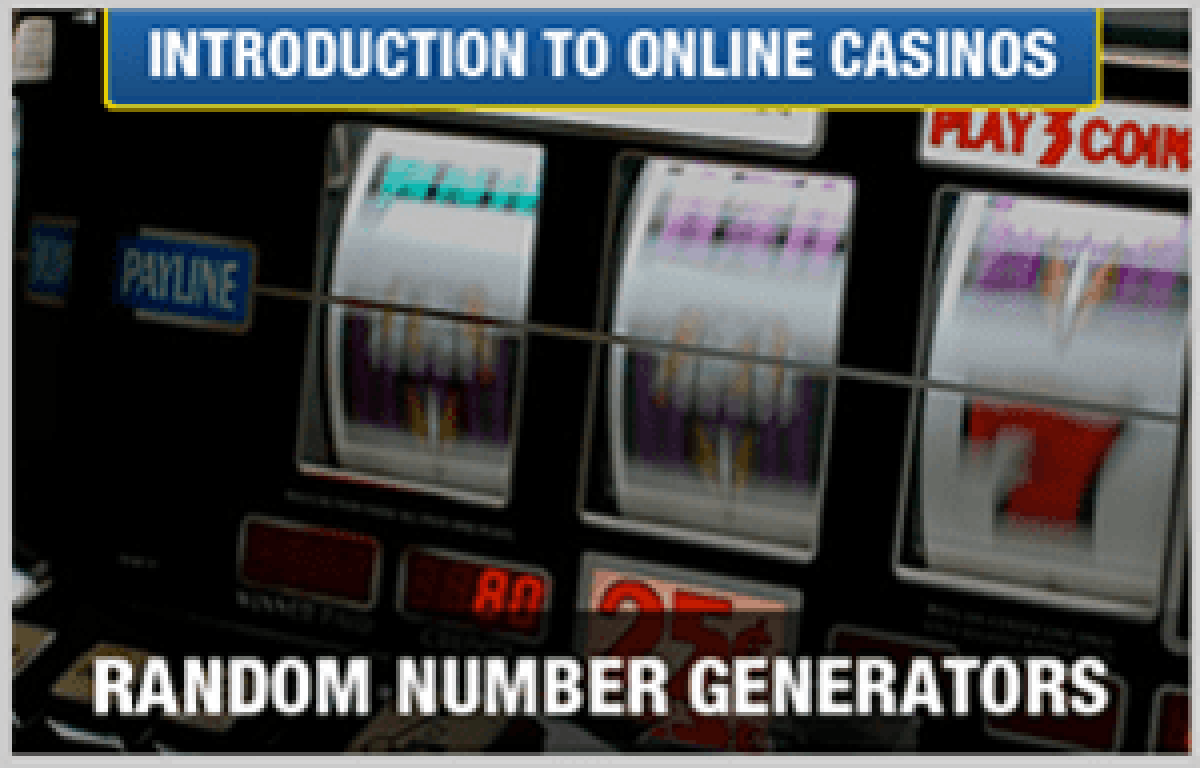 INTRODUCTION TO ONLINE CASINOS
PLAY 3 COIN
PAYLINE
80
25¢
RANDOM NUMBER GENERATORS